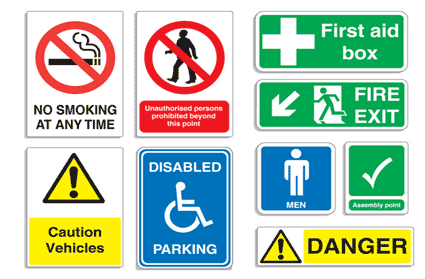 NO SMOKING
AT ANY TIME
Unauthorised persons
prohibited beyond
this point
First aid
box
FIRE
EXIT
Caution
Vehicles
DISABLED
PARKING
MEN
Assembly point
DANGER